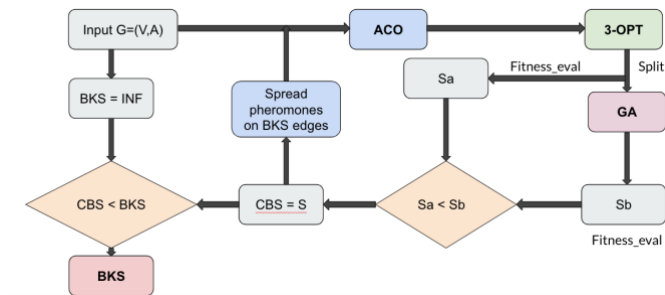 Input G=(V,A)
ACO
3-OPT
Fitness_eval
Split
Sa
BKS = INF
Spread
pheromones
on BKS edges
GA
CBS < BKS
CBS = S
Sa < Sb
Sb
Fitness_eval
BKS